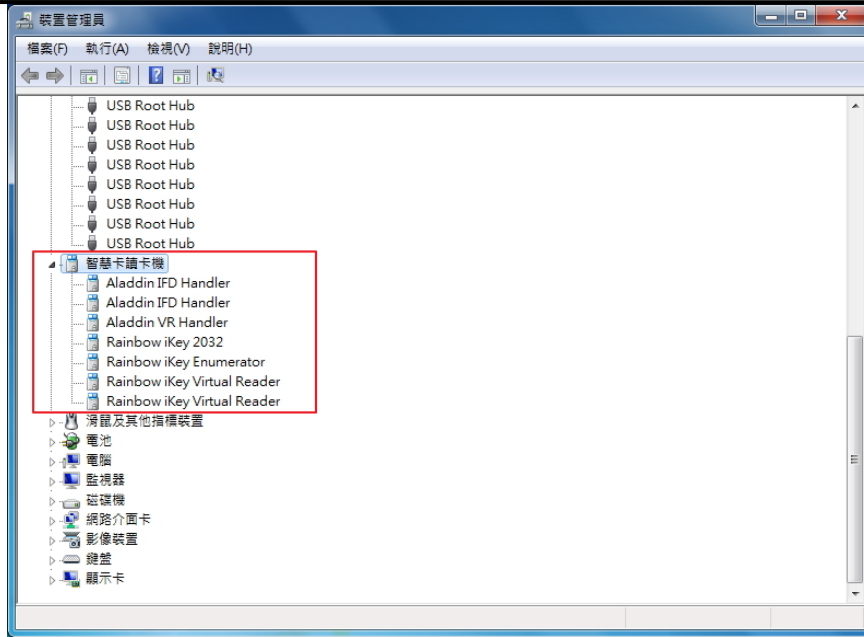 裝置管理員
檔案(F) 執行(A) 檢視(V) 說明(H)
USB Root Hub
USB Root Hub
USB Root Hub
USB Root Hub
USB Root Hub
USB Root Hub
USB Root Hub
USB Root Hub
智慧卡讀卡機
Aladdin IFD Handler
Aladdin IFD Handler
Aladdin VR Handler
Rainbow iKey 2032
Rainbow iKey Enumerator
Rainbow iKey Virtual Reader
Rainbow iKey Virtual Reader
滑鼠及其他指標裝置
電池
電腦
監視器
磁碟機
網路介面卡
影像裝置
鍵盤
顯示卡